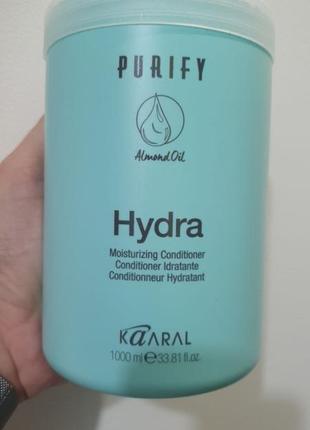 PURIFY
Almond Oil
Hydra
Moisturizing Conditioner
Conditioner Idratante
Conditionneur Hydratant
KaARAL
1000 ml ℮ 33.81 fl.oz.